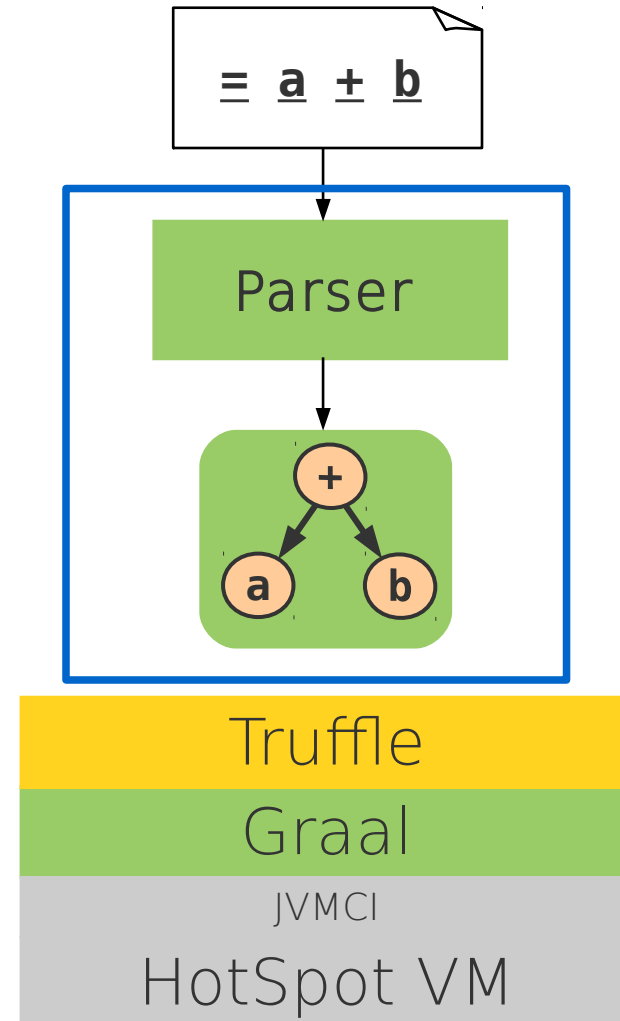 = a + b
Parser
+
a b
Truffle
Graal
JVMCI
HotSpot VM